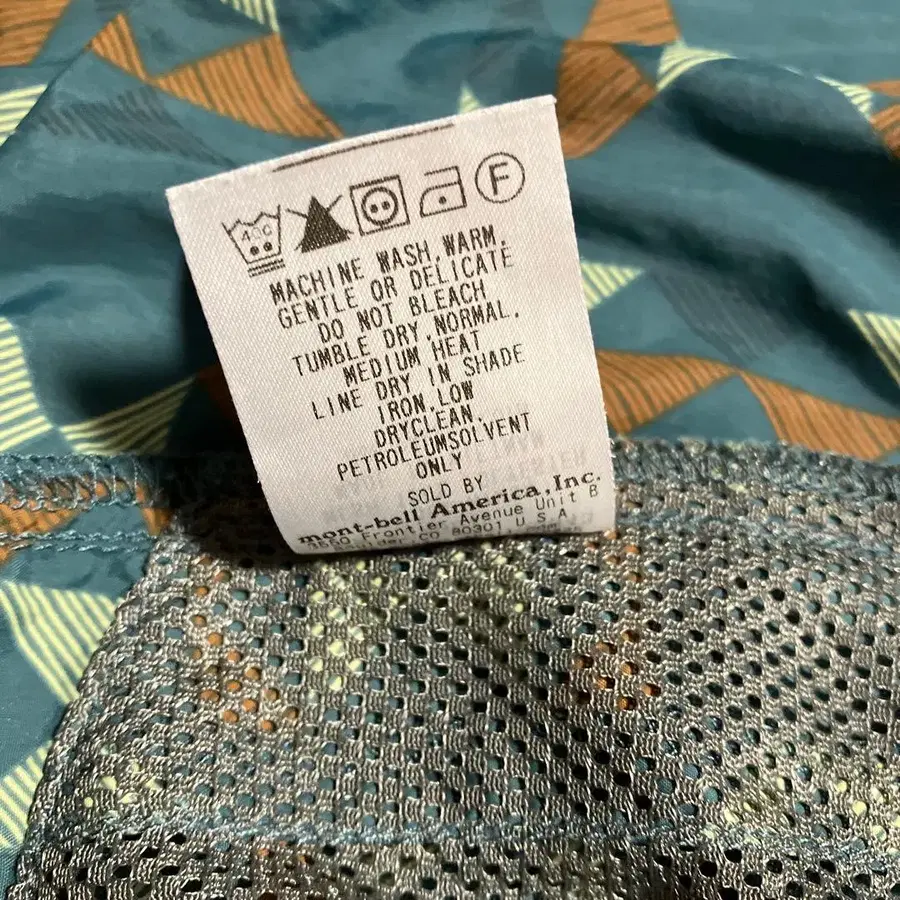 40C
F
MACHINE WASH,WARM,
GENTLE OR DELICATE
DO NOT BLEACH
TUMBLE DRY,NORMAL,
MEDIUM HEAT
LINE DRY IN SHADE
IRON,LOW
DRYCLEAN,
PETROLEUMSOLVENT
ONLY
SOLD BY
mont-bell America,Inc.
Frontier Avenue Unit B
CO 80301 U.S.A.